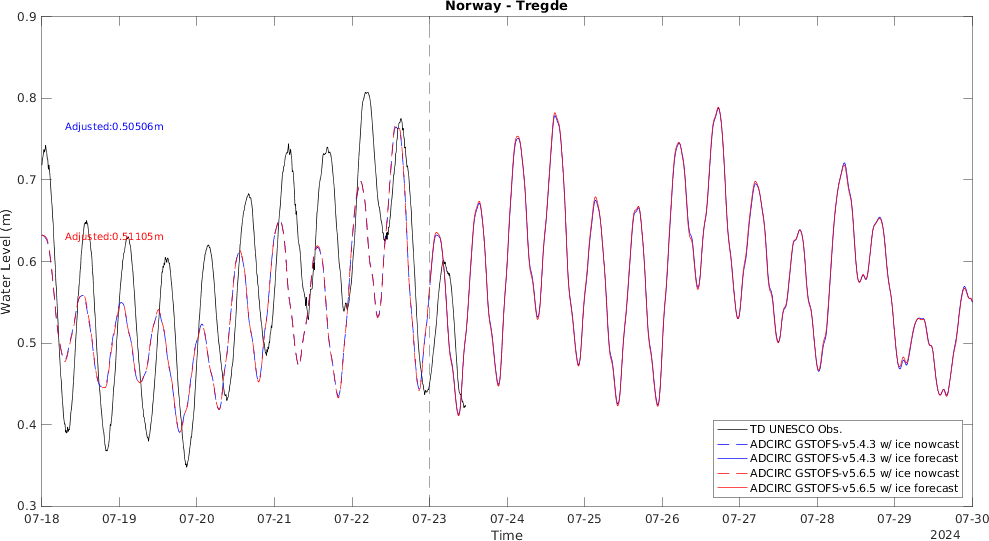 Norway - Tregde
Water Level (m)
0.9
0.8
0.7
0.6
0.5
0.4
0.3
Adjusted:0.50506m
Adjusted:0.51105m
TD UNESCO Obs.
ADCIRC GSTOFS-v5.4.3 w/ ice nowcast
ADCIRC GSTOFS-v5.4.3 w/ ice forecast
ADCIRC GSTOFS-v5.6.5 w/ ice nowcast
ADCIRC GSTOFS-v5.6.5 w/ ice forecast
07-18 07-19 07-20 07-21 07-22 07-23 07-24 07-25 07-26 07-27 07-28 07-29 07-30
Time
2024